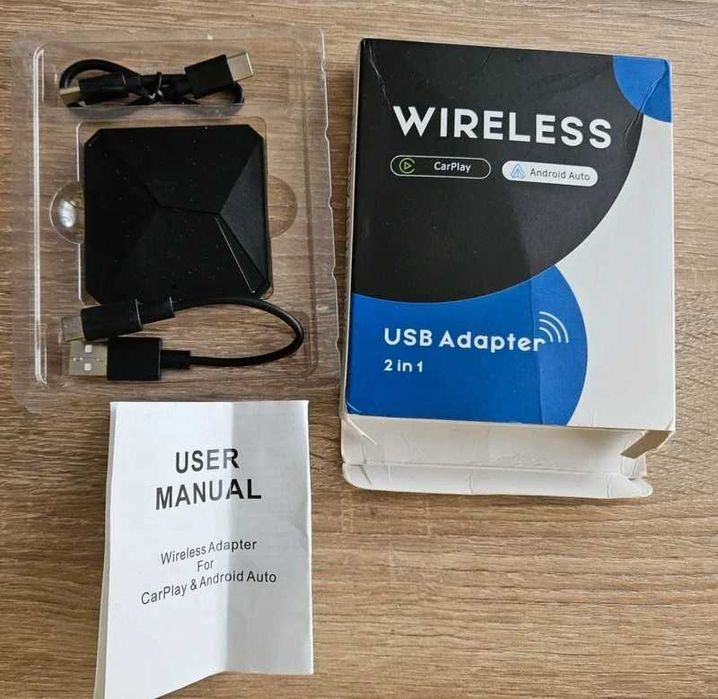 WIRELESS
CarPlay
Android Auto
USB Adapter
2 in 1
USER
MANUAL
Wireless Adapter
For
CarPlay & Android Auto